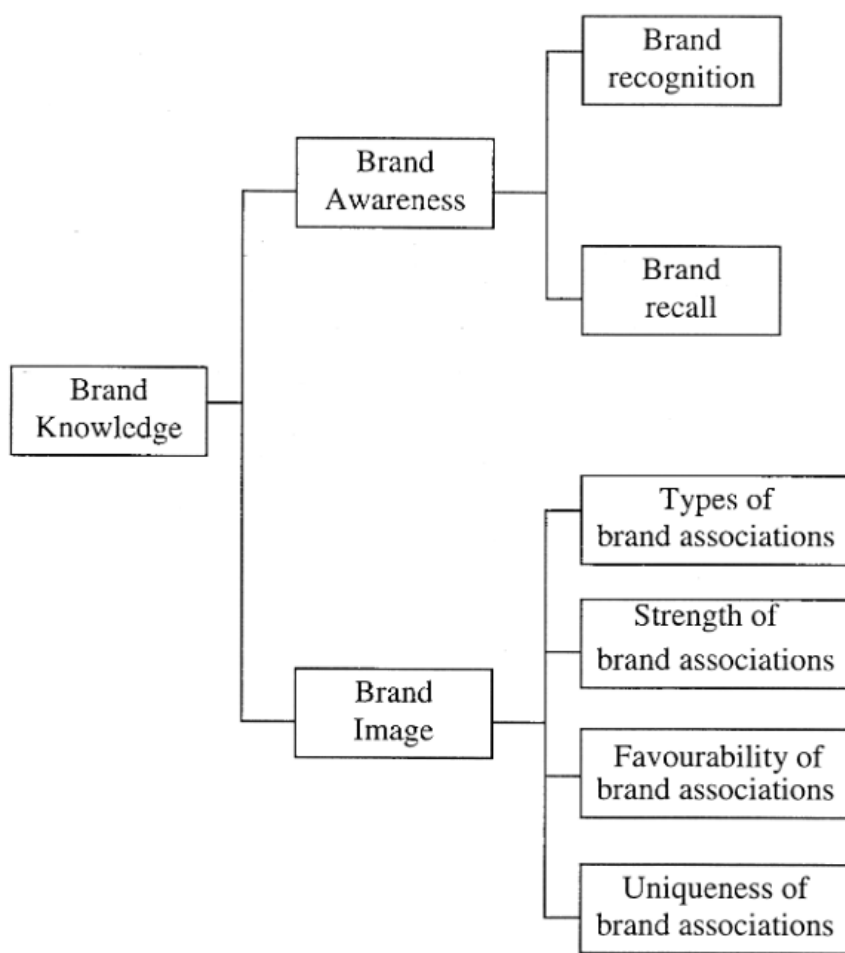 Brand
recognition
Brand
Awareness
Brand
recall
Brand
Knowledge
Types of
brand associations
Strength of
brand associations
Brand
Image
Favourability of
brand associations
Uniqueness of
brand associations